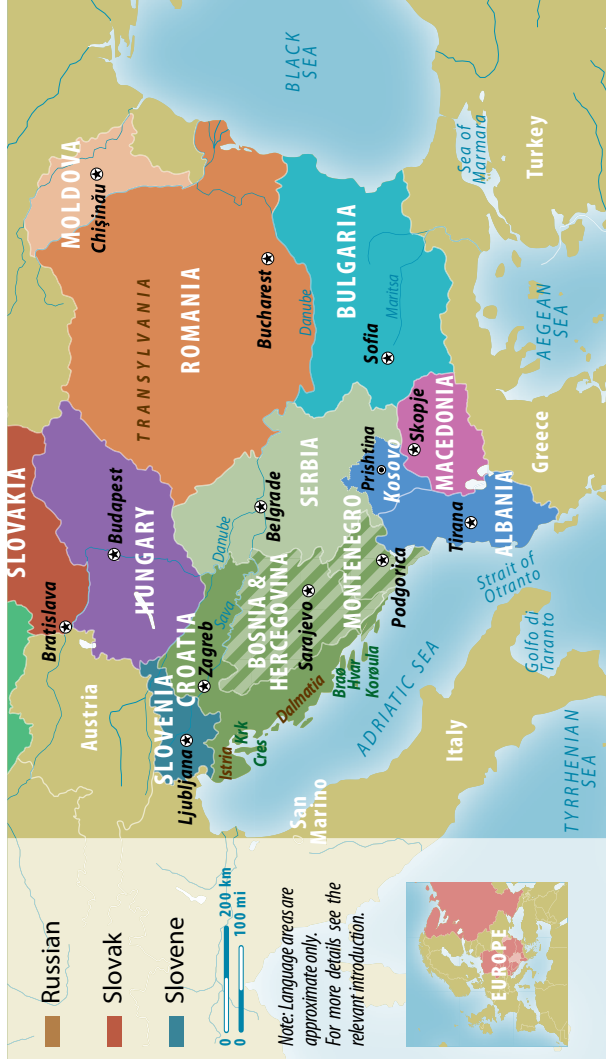 Russian
Slovak
Slovene
0 200 km
0 100 mi
Note: Language areas are
approximate only.
For more details see the
relevant introduction.
EUROPE
SLOVAKIA
Bratislava
Austria
Budapest
HUNGARY
MOLDOVA
Chişinău
TRANSYLVANIA
ROMANIA
Bucharest
Danube
BLACK
SEA
SLOVENIA
Ljubljana
CROATIA
Zagreb
Istria
Krk
Cres
Sava
Danube
Belgrade
SERBIA
BOSNIA &
HERCEGOVINA
Sarajevo
Dalmatia
Braø
Hvar
Korøula
MONTENEGRO
Podgorica
Prishtina
KOSOVO
BULGARIA
Sofia
Maritsa
Skopje
MACEDONIA
Tirana
ALBANIA
Greece
AEGEAN
SEA
Sea of
Marmara
Turkey
San
Marino
Italy
ADRIATIC SEA
Strait of
Otranto
Golfo di
Taranto
TYRRHENIAN
SEA